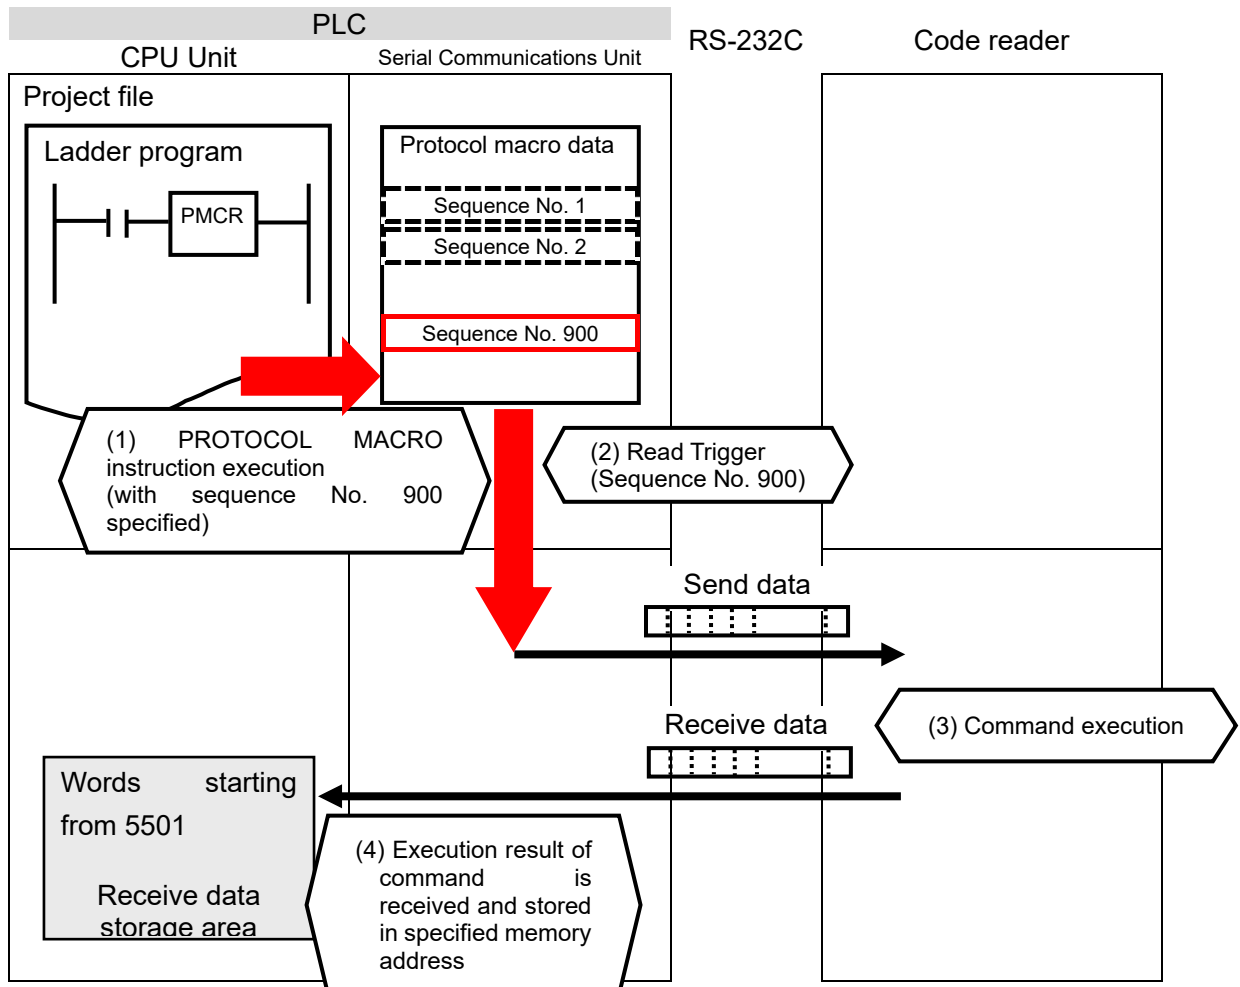 PLC
CPU Unit
Serial Communications Unit
RS-232C
Code reader
Project file
Ladder program
PMCR
Protocol macro data
Sequence No. 1
Sequence No. 2
Sequence No. 900
(1) PROTOCOL MACRO
instruction execution
(with sequence No. 900
specified)
(2) Read Trigger
(Sequence No. 900)
Send data
(3) Command execution
Receive data
Words starting
from 5501
Receive data
storage area
(4) Execution result of
command is
received and stored
in specified memory
address